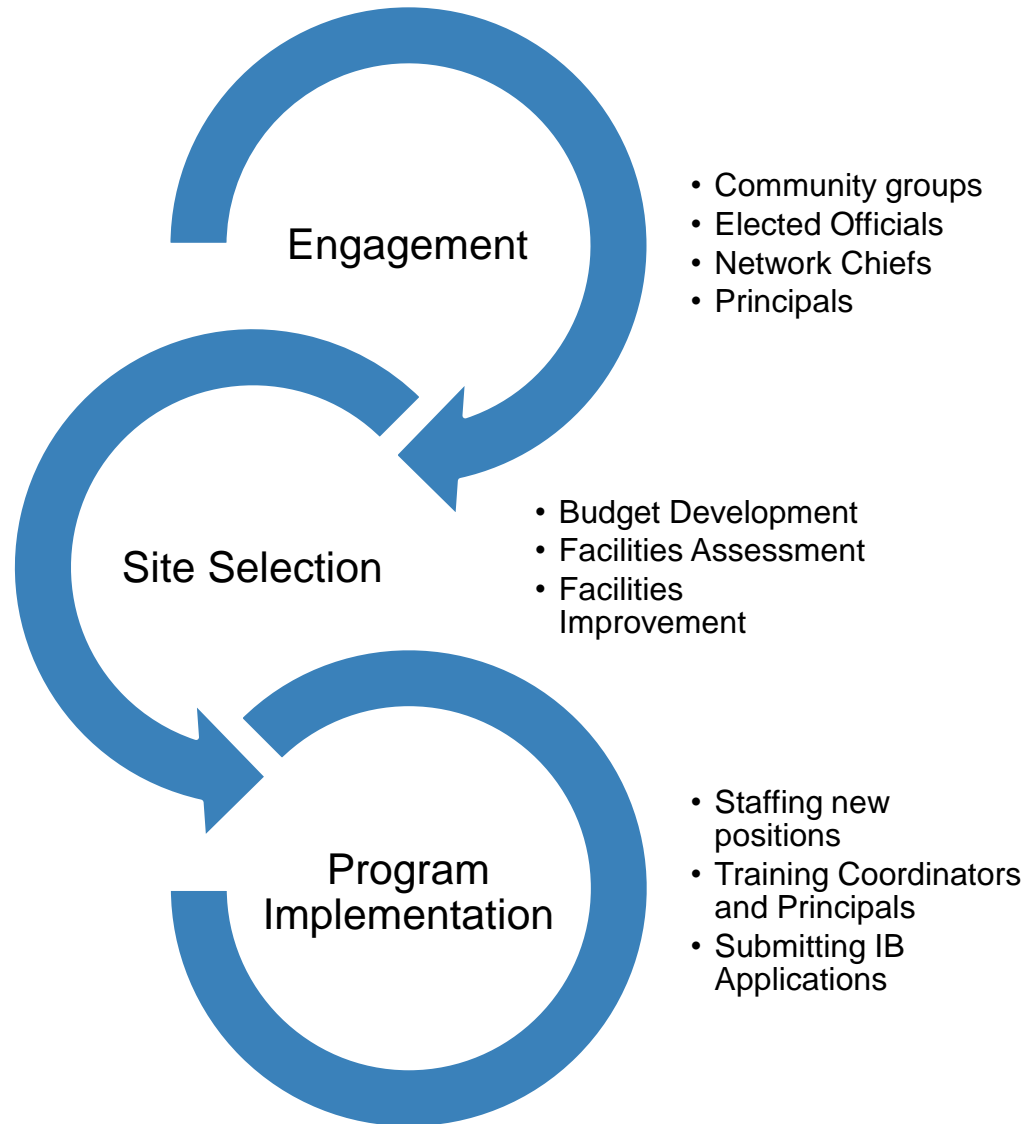 Engagement
• Community groups
• Elected Officials
• Network Chiefs
• Principals
Site Selection
• Budget Development
• Facilities Assessment
• Facilities
Improvement
Program
Implementation
• Staffing new
positions
• Training Coordinators
and Principals
• Submitting IB
Applications